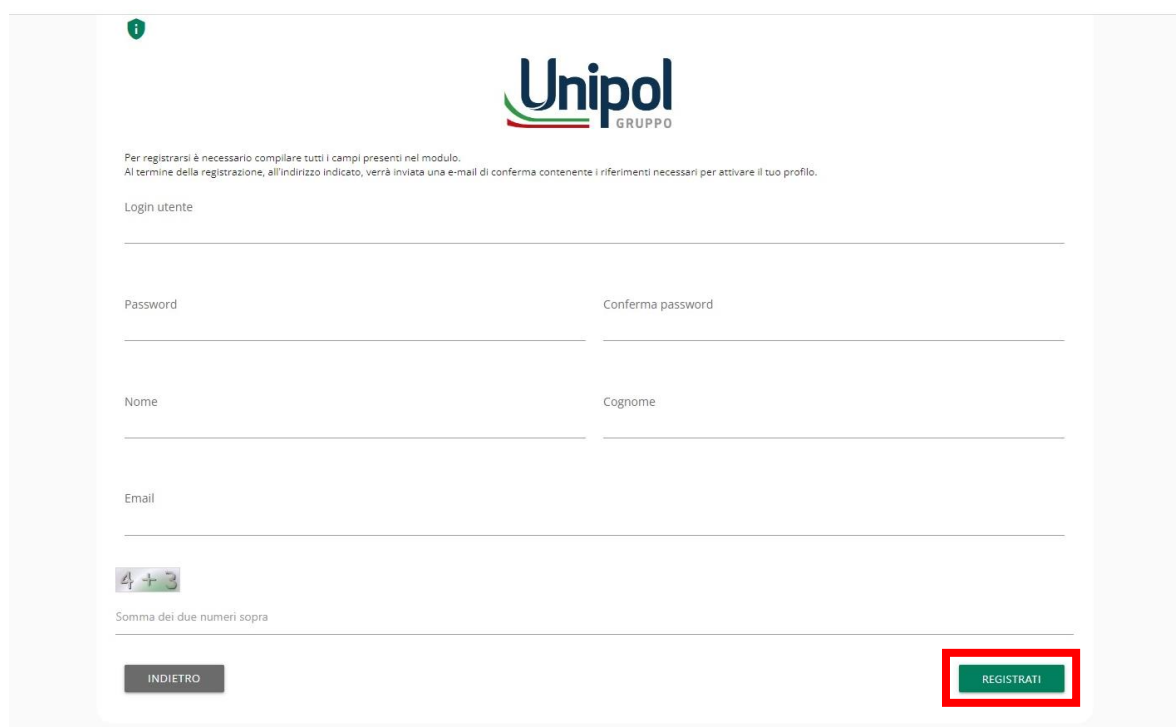 Unipol
GRUPPO
Per registrarsi è necessario compilare tutti i campi presenti nel modulo.
Al termine della registrazione, all'indirizzo indicato, verrà inviata una e-mail di conferma contenente i riferimenti necessari per attivare il tuo profilo.
Login utente
Password
Conferma password
Nome
Cognome
Email
4 + 3
Somma dei due numeri sopra
INDIETRO
REGISTRATI